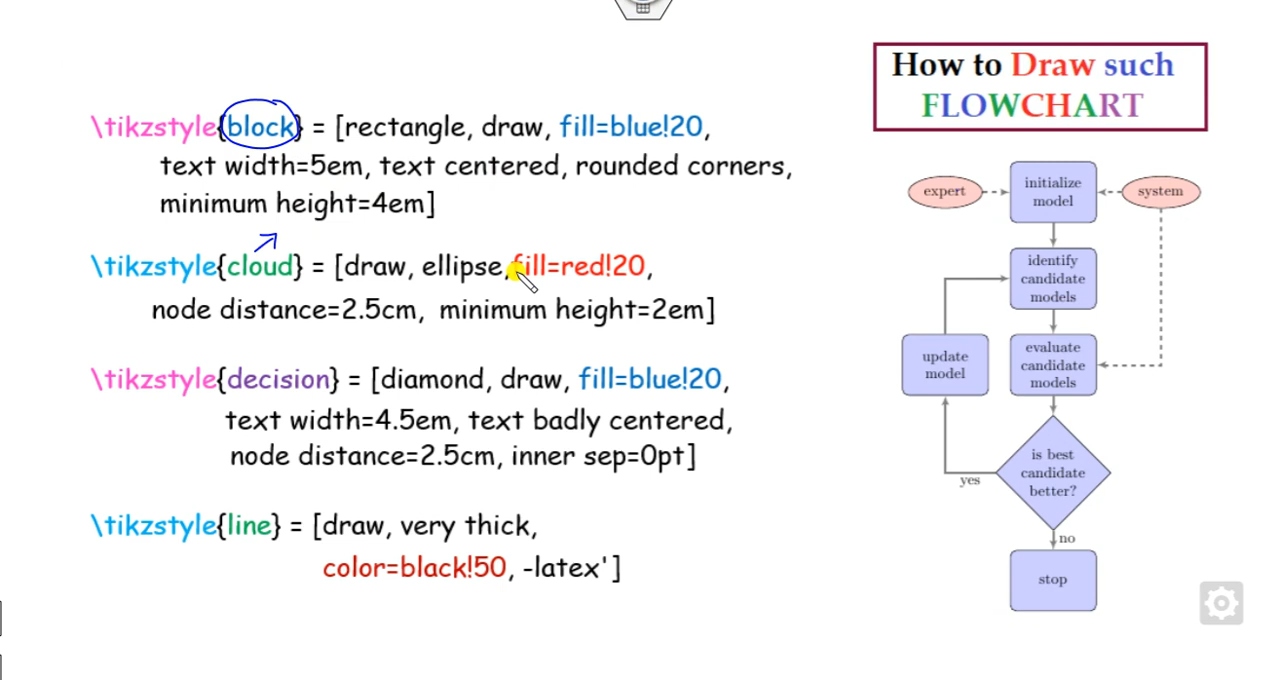 \tikzstyle{block} = [rectangle, draw, fill=blue!20,
text width=5em, text centered, rounded corners,
minimum height=4em]
\tikzstyle{cloud} = [draw, ellipse,fill=red!20,
node distance=2.5cm, minimum height=2em]
\tikzstyle{decision} = [diamond, draw, fill=blue!20,
text width=4.5em, text badly centered,
node distance=2.5cm, inner sep=0pt]
\tikzstyle{line} = [draw, very thick,
color=black!50, -latex']
How to Draw such
FLOWCHART
expert
initialize
model
system
identify
candidate
models
update
model
evaluate
candidate
models
is best
candidate
better?
yes
no
stop